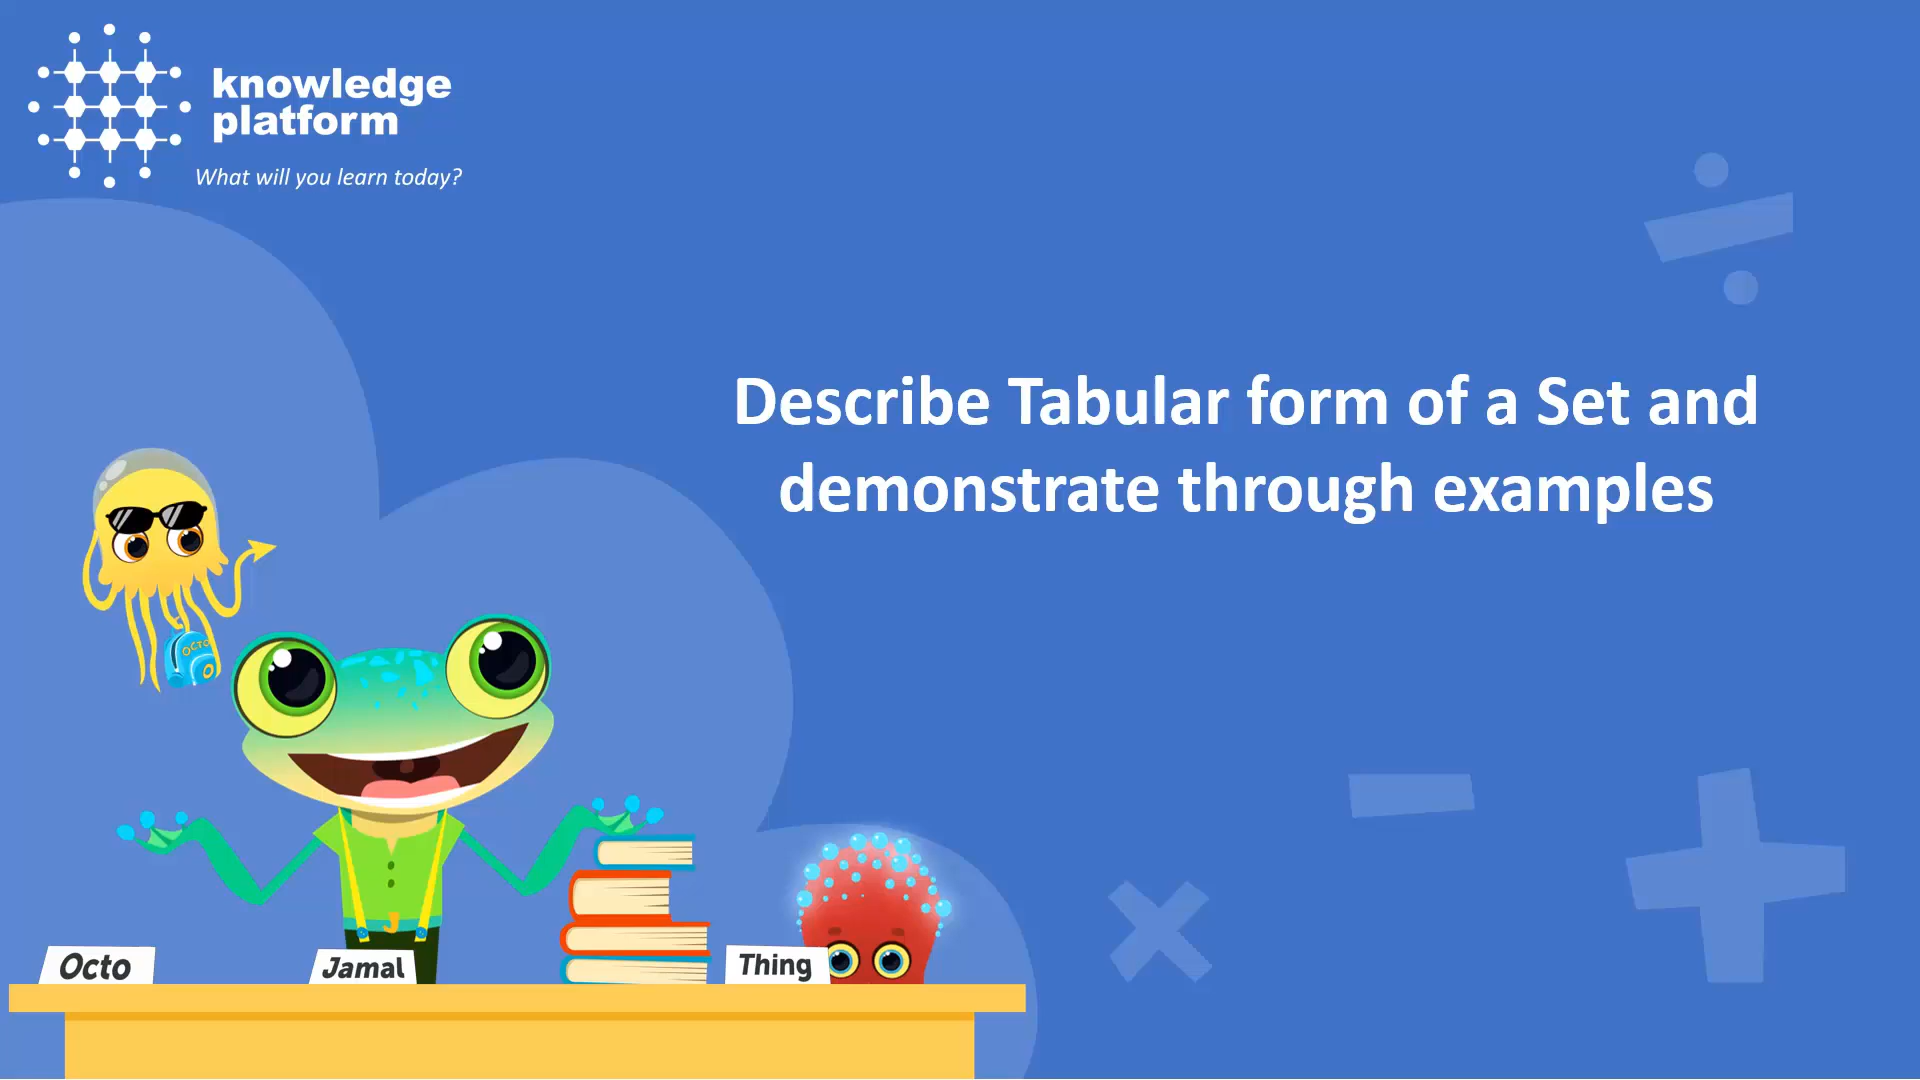 knowledge
platform
What will you learn today?
Describe Tabular form of a Set and
demonstrate through examples
OCTO
Octo
Jamal
Thing